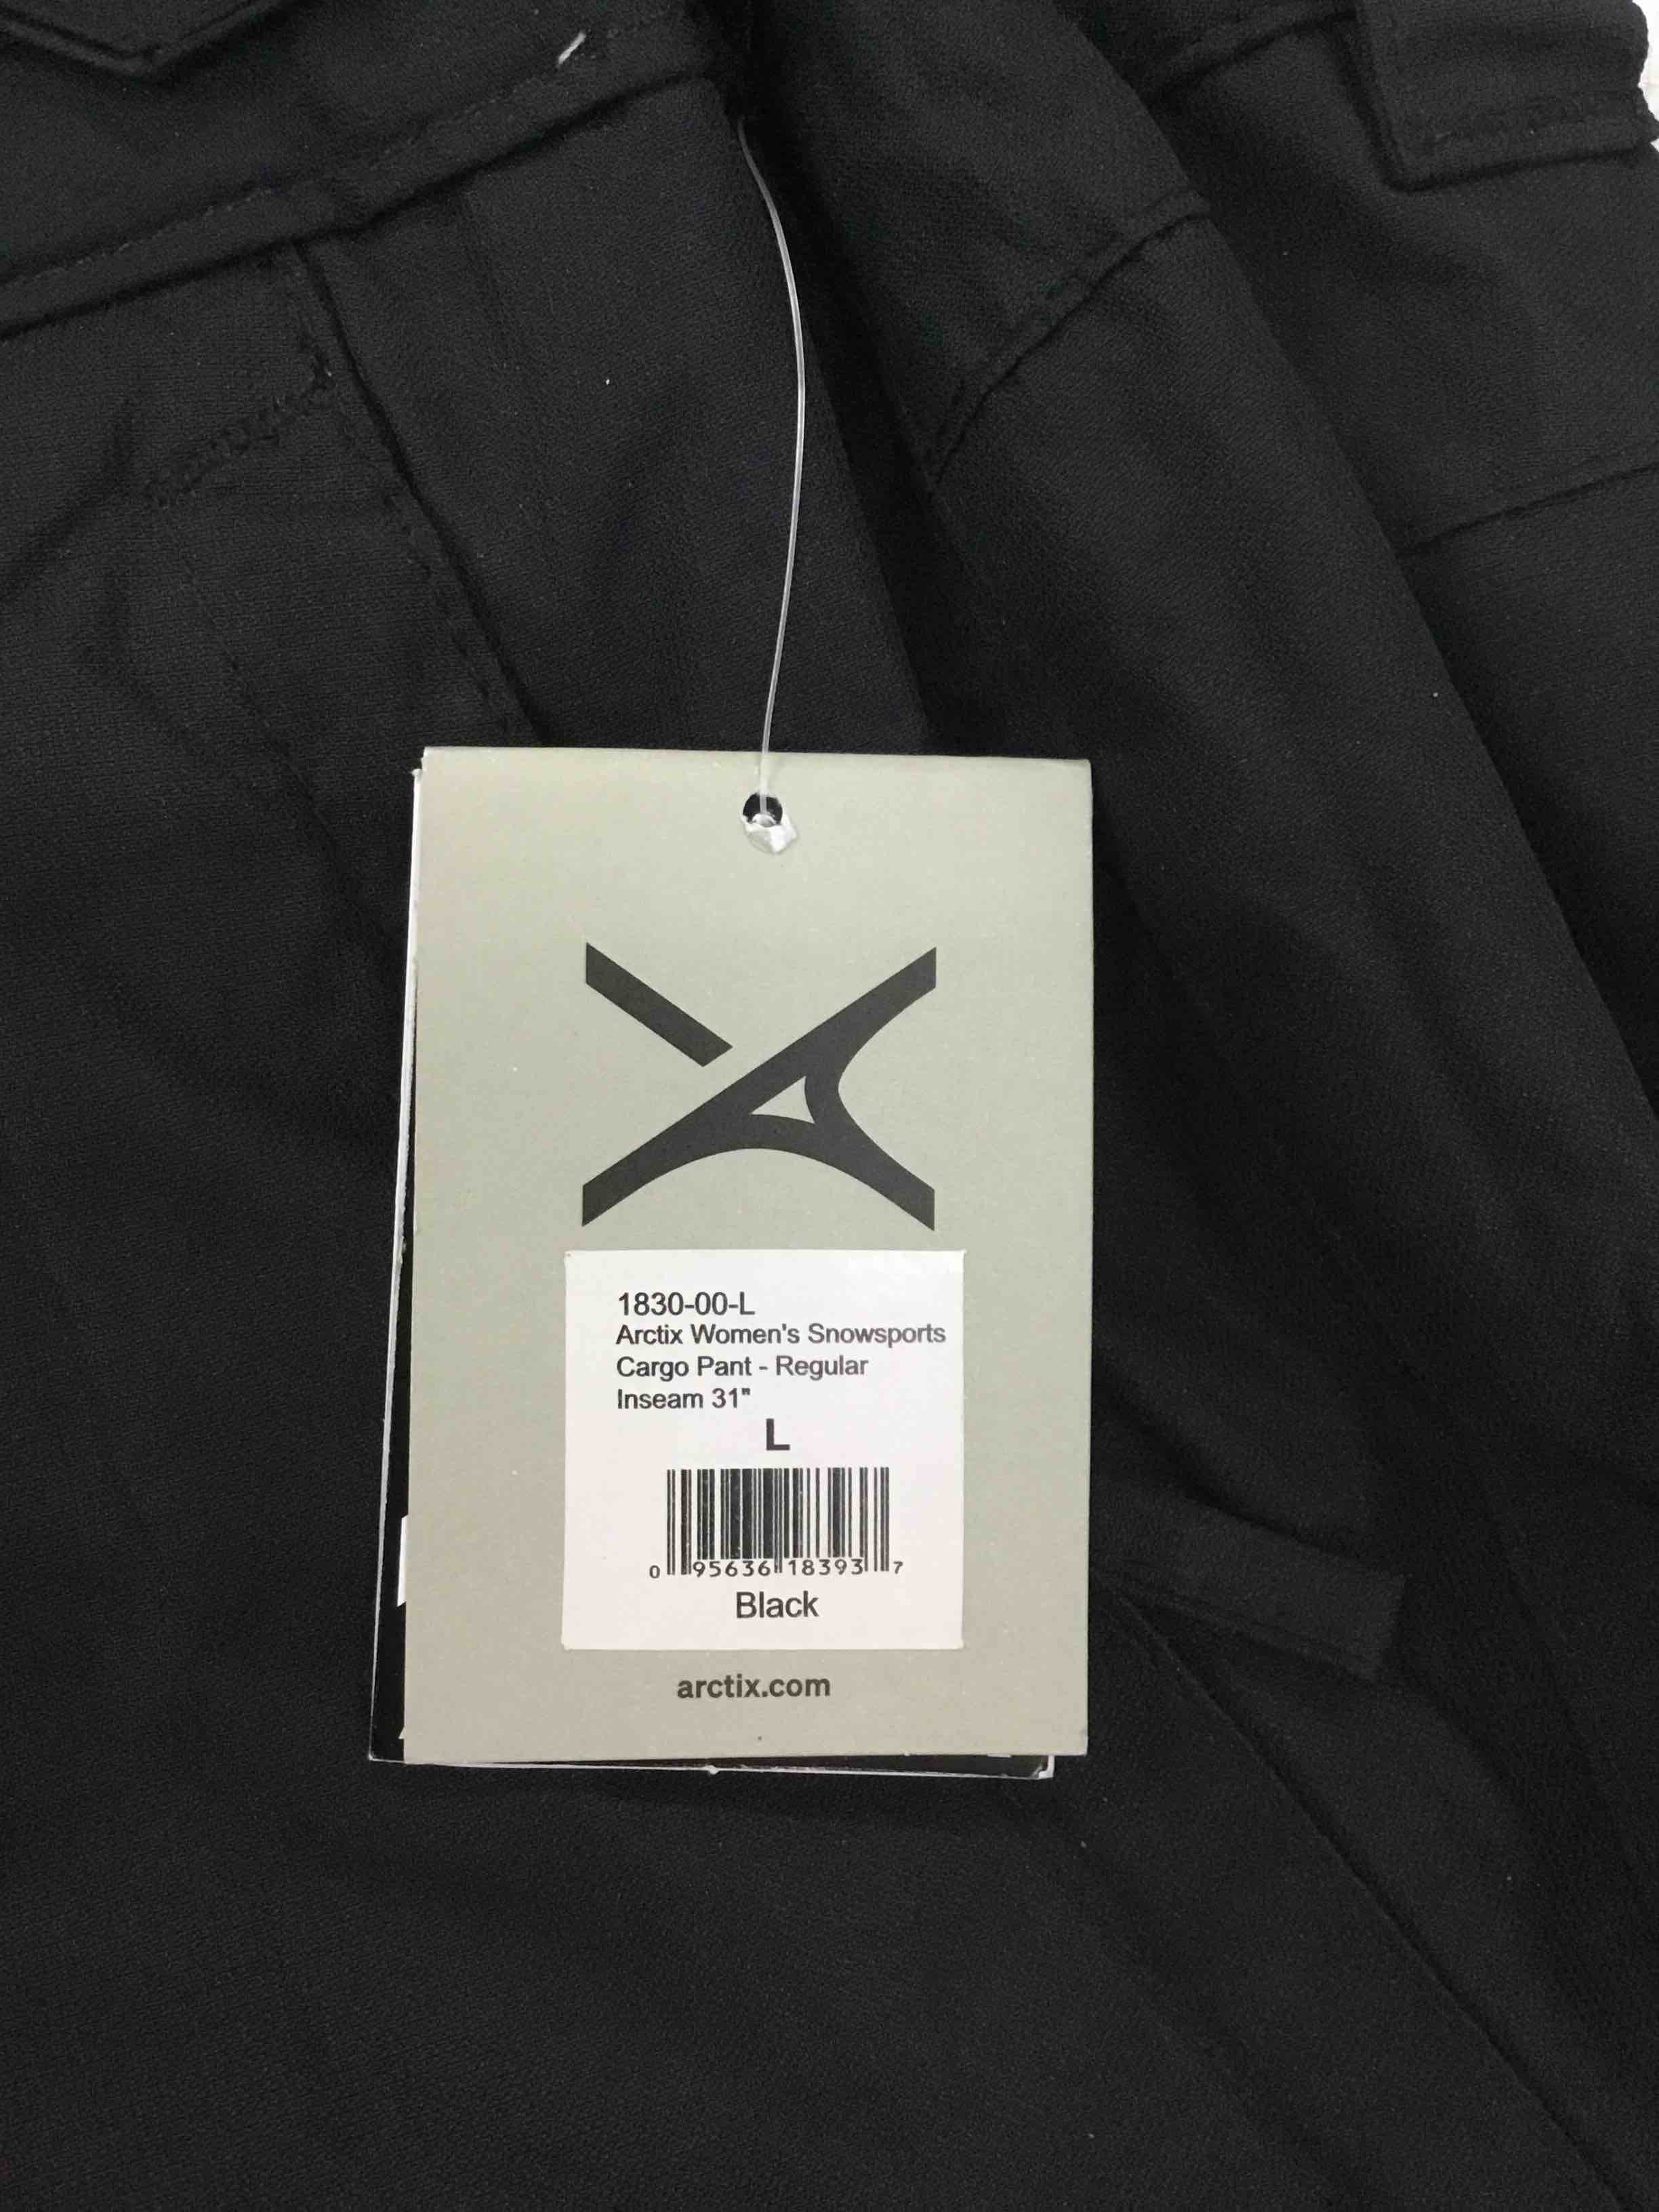 1830-00-L
Arctix Women's Snowsports
Cargo Pant - Regular
Inseam 31"
L
0 95636 18393 7
Black
arctix.com